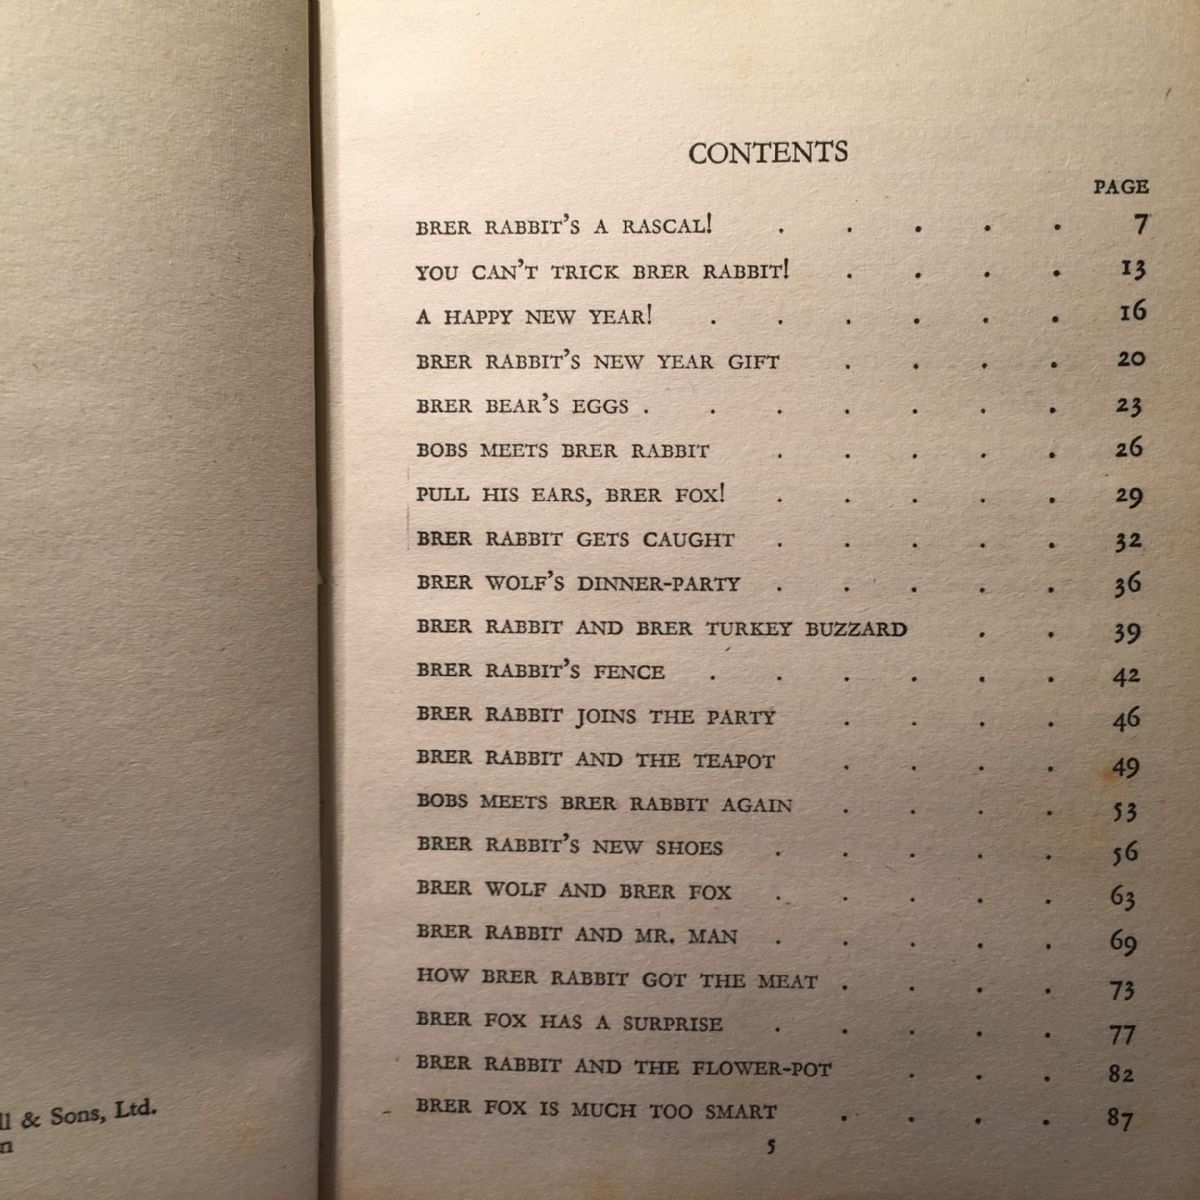 ll & Sons, Ltd.
n
CONTENTS
PAGE
BRER RABBIT'S A RASCAL! . . . . . 7
YOU CAN'T TRICK BRER RABBIT! . . . . 13
A HAPPY NEW YEAR! . . . . . . 16
BRER RABBIT'S NEW YEAR GIFT . . . . 20
BRER BEAR'S EGGS . . . . . . . 23
BOBS MEETS BRER RABBIT . . . . . 26
PULL HIS EARS, BRER FOX! . . . . . 29
BRER RABBIT GETS CAUGHT . . . . . 32
BRER WOLF'S DINNER-PARTY . . . . . 36
BRER RABBIT AND BRER TURKEY BUZZARD . . 39
BRER RABBIT'S FENCE . . . . . . 42
BRER RABBIT JOINS THE PARTY . . . . 46
BRER RABBIT AND THE TEAPOT . . . . 49
BOBS MEETS BRER RABBIT AGAIN . . . . 53
BRER RABBIT'S NEW SHOES . . . . . 56
BRER WOLF AND BRER FOX . . . . . 63
BRER RABBIT AND MR. MAN . . . . . 69
HOW BRER RABBIT GOT THE MEAT . . . . 73
BRER FOX HAS A SURPRISE . . . . . 77
BRER RABBIT AND THE FLOWER-POT . . . 82
BRER FOX IS MUCH TOO SMART . . . . 87
5